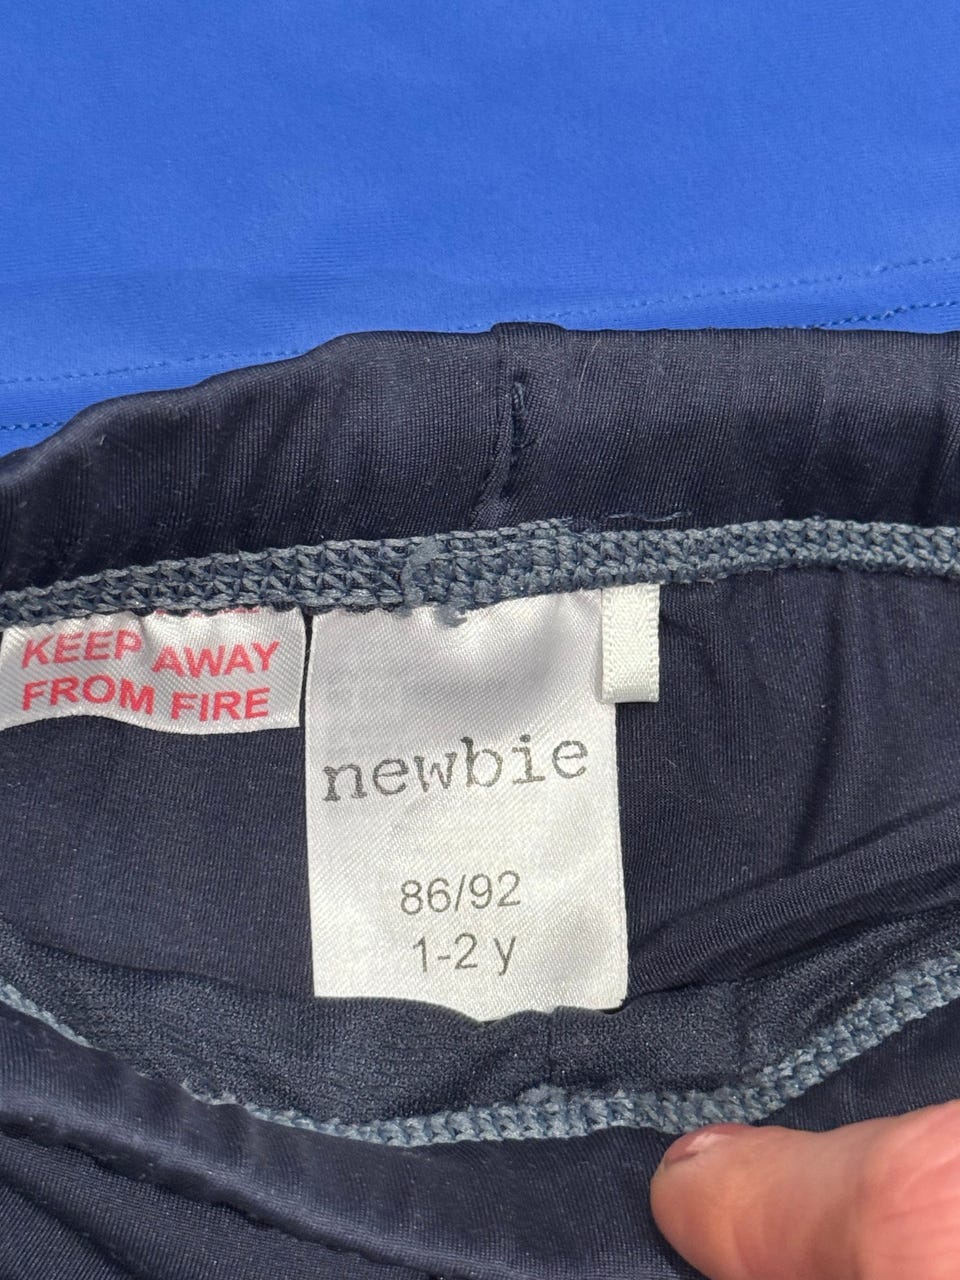 KEEP AWAY
FROM FIRE
newbie
86/92
1-2 y